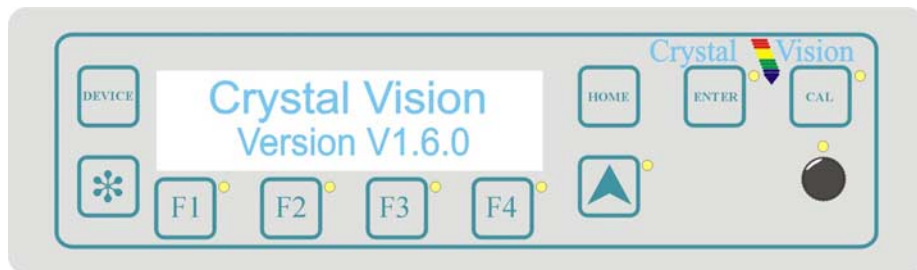 Crystal Vision
DEVICE
Crystal Vision
Version V1.6.0
HOME
ENTER
CAL
F1
F2
F3
F4